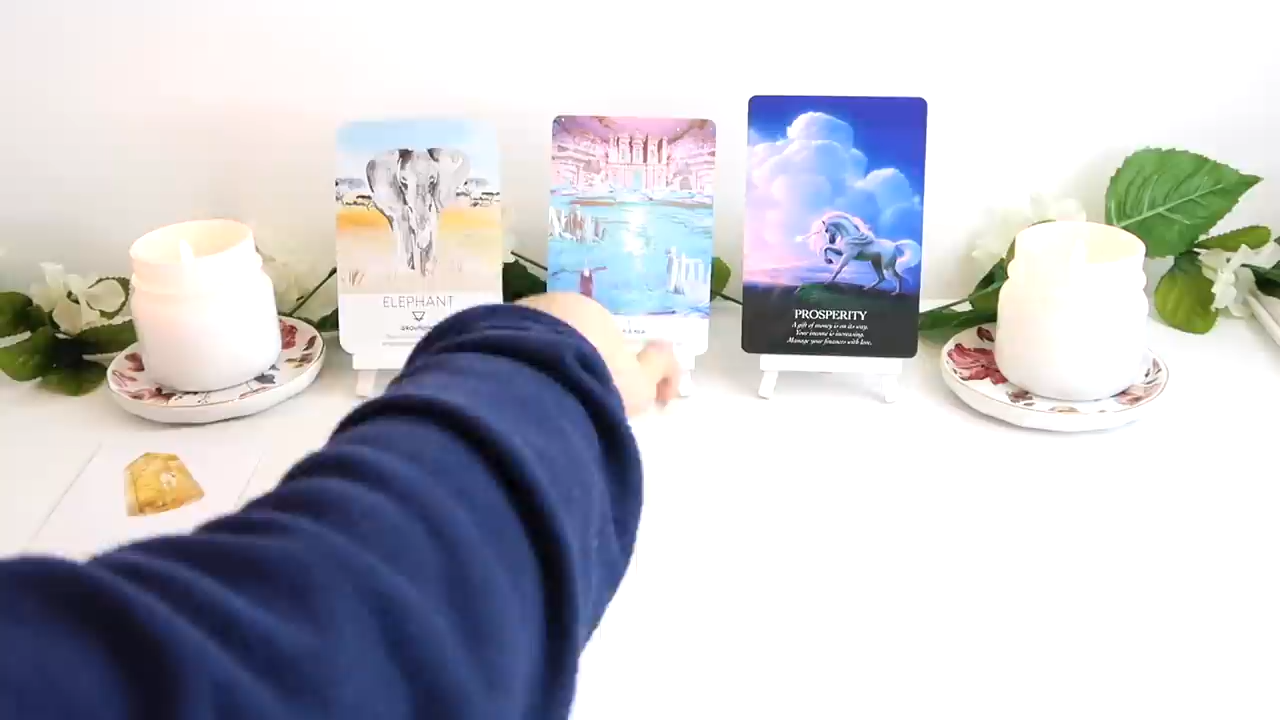 ELEPHANT
PROSPERITY
A gift of money is on its way.
Your income is increasing.
Manage your finances with love.